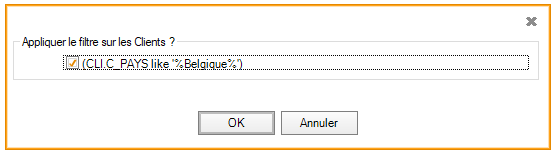 Appliquer le filtre sur les Clients ?
(CLI.C_PAYS like '%Belgique%')
OK Annuler